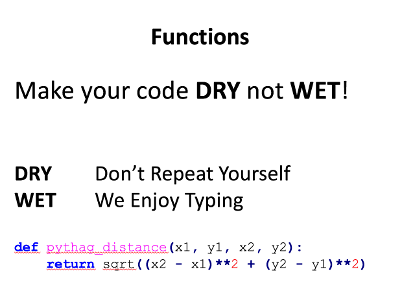 Functions
Make your code DRY not WET!
DRY Don’t Repeat Yourself
WET We Enjoy Typing
def pythag_distance(x1, y1, x2, y2):
    return sqrt((x2 - x1)**2 + (y2 - y1)**2)